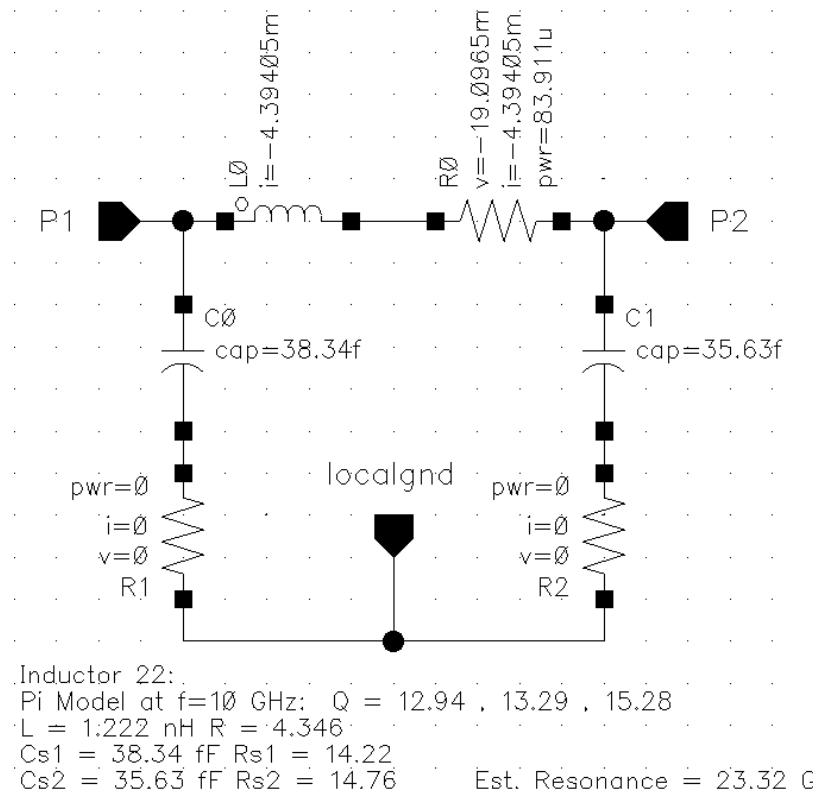 L0
i=-4.39405m
R0
v=-19.0965m
i=-4.39405m
pwr=83.911u
P1
P2
C0
cap=38.34f
C1
cap=35.63f
localgnd
pwr=0
i=0
v=0
R1
pwr=0
i=0
v=0
R2
Inductor 22:
Pi Model at f=10 GHz: Q = 12.94 , 13.29 , 15.28
L = 1.222 nH R = 4.346
Cs1 = 38.34 fF Rs1 = 14.22
Cs2 = 35.63 fF Rs2 = 14.76 Est. Resonance = 23.32 G